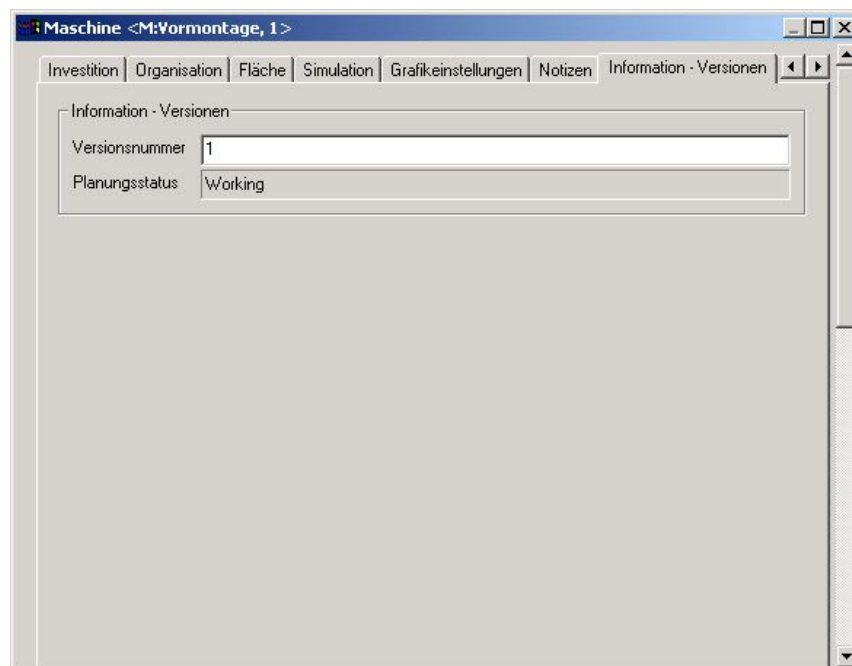 Maschine <M:Vormontage, 1>
Investition Organisation Fläche Simulation Grafikeinstellungen Notizen Information - Versionen
Information - Versionen
Versionsnummer 1
Planungsstatus Working